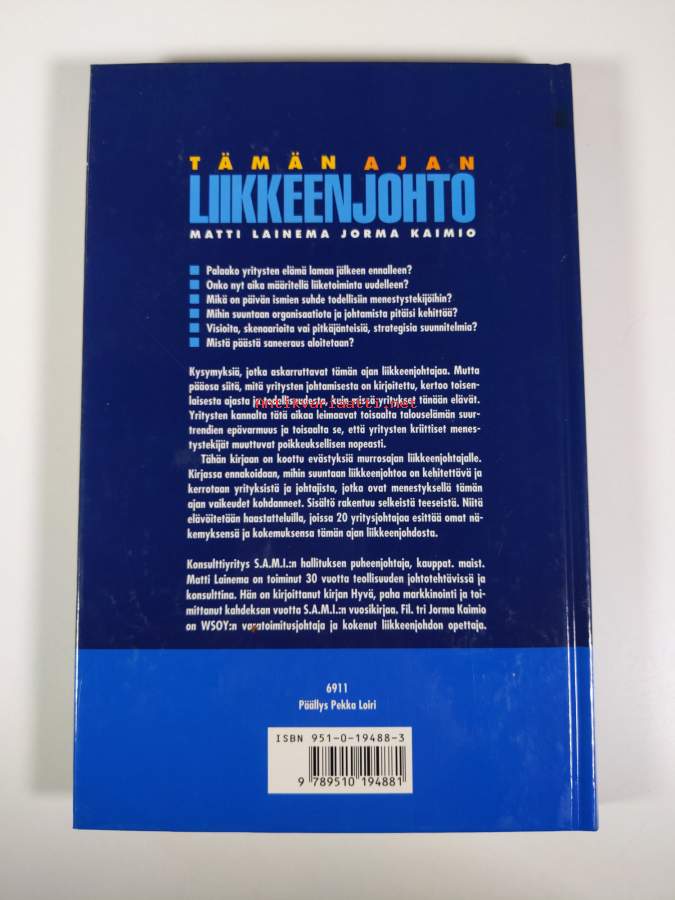 TÄMÄN AJAN
LIIKKEENJOHTO
MATTI LAINEMA JORMA KAIMIO
Palaako yritysten elämä laman jälkeen ennalleen?
Onko nyt aika määritellä liiketoiminta uudelleen?
Mikä on päivän ismien suhde todellisiin menestystekijöihin?
Mihin suuntaan organisaatiota ja johtamista pitäisi kehittää?
Visioita, skenaarioita vai pitkäjänteisiä, strategisia suunnitelmia?
Mistä päästä saneeraus aloitetaan?
Kysymyksiä, jotka askarruttavat tämän ajan liikkeenjohtajaa. Mutta
pääosa siitä, mitä yritysten johtamisesta on kirjoitettu, kertoo toisen-
laisesta ajasta ja todellisuudesta, kuin missä yritykset tänään elävät.
Antikvariaatti.net
Yritysten kannalta tätä aikaa leimaavat toisaalta talouselämän suur-
trendien epävarmuus ja toisaalta se, että yritysten kriittiset menes-
tystekijät muuttuvat poikkeuksellisen nopeasti.
Tähän kirjaan on koottu evästyksiä murrosajan liikkeenjohtajalle.
Kirjassa ennakoidaan, mihin suuntaan liikkeenjohtoa on kehitettävä ja
kerrotaan yrityksistä ja johtajista, jotka ovat menestyksellä tämän
ajan vaikeudet kohdanneet. Sisältö rakentuu selkeistä teeseistä. Niitä
elävöitetään haastatteluilla, joissa 20 yritysjohtajaa esittää omat nä-
kemyksensä ja kokemuksensa tämän ajan liikkeenjohdosta.
Konsulttiyritys S.A.M.I.:n hallituksen puheenjohtaja, kauppat. maist.
Matti Lainema on toiminut 30 vuotta teollisuuden johtotehtävissä ja
konsulttina. Hän on kirjoittanut kirjan Hyvä, paha markkinointi ja toi-
mittanut kahdeksan vuotta S.A.M.I.:n vuosikirjaa. Fil. tri Jorma Kaimio
on WSOY:n varatoimitusjohtaja ja kokenut liikkeenjohdon opettaja.
6911
Päällys Pekka Loiri
ISBN 951-0-19488-3
9 789510 194881